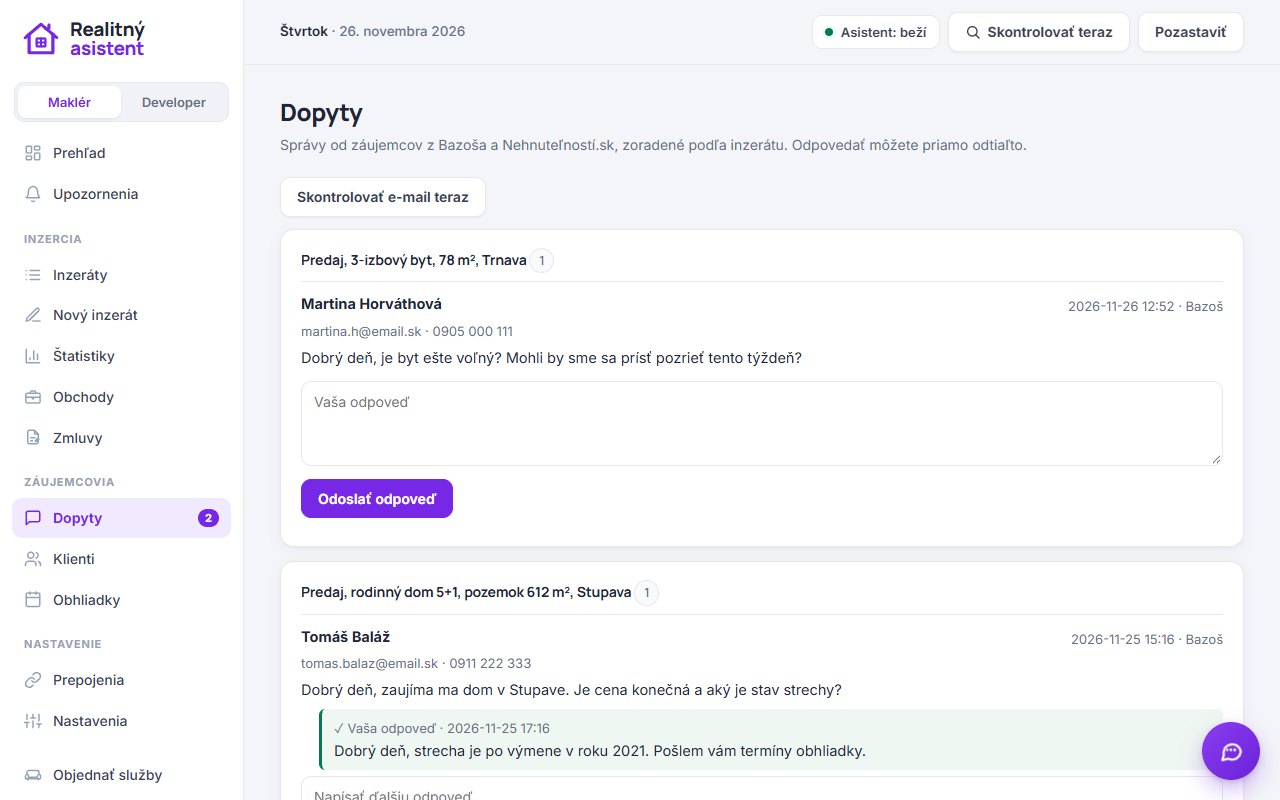 Realitný
asistent
Maklér
Developer
Prehľad
Upozornenia
INZERCIA
Inzeráty
Nový inzerát
Štatistiky
Obchody
Zmluvy
ZÁUJEMCOVIA
Dopyty 2
Klienti
Obhliadky
NASTAVENIE
Prepojenia
Nastavenia
Objednať služby
Štvrtok · 26. novembra 2026
Asistent: beží
Skontrolovať teraz
Pozastaviť
Dopyty
Správy od záujemcov z Bazoša a Nehnuteľností.sk, zoradené podľa inzerátu. Odpovedať môžete priamo odtiaľto.
Skontrolovať e-mail teraz
Predaj, 3-izbový byt, 78 m², Trnava 1
Martina Horváthová
2026-11-26 12:52 · Bazoš
martina.h@email.sk · 0905 000 111
Dobrý deň, je byt ešte voľný? Mohli by sme sa prísť pozrieť tento týždeň?
Vaša odpoveď
Odoslať odpoveď
Predaj, rodinný dom 5+1, pozemok 612 m², Stupava 1
Tomáš Baláž
2026-11-25 15:16 · Bazoš
tomas.balaz@email.sk · 0911 222 333
Dobrý deň, zaujíma ma dom v Stupave. Je cena konečná a aký je stav strechy?
✓ Vaša odpoveď · 2026-11-25 17:16
Dobrý deň, strecha je po výmene v roku 2021. Pošlem vám termíny obhliadky.
Napísať ďalšiu odpoveď